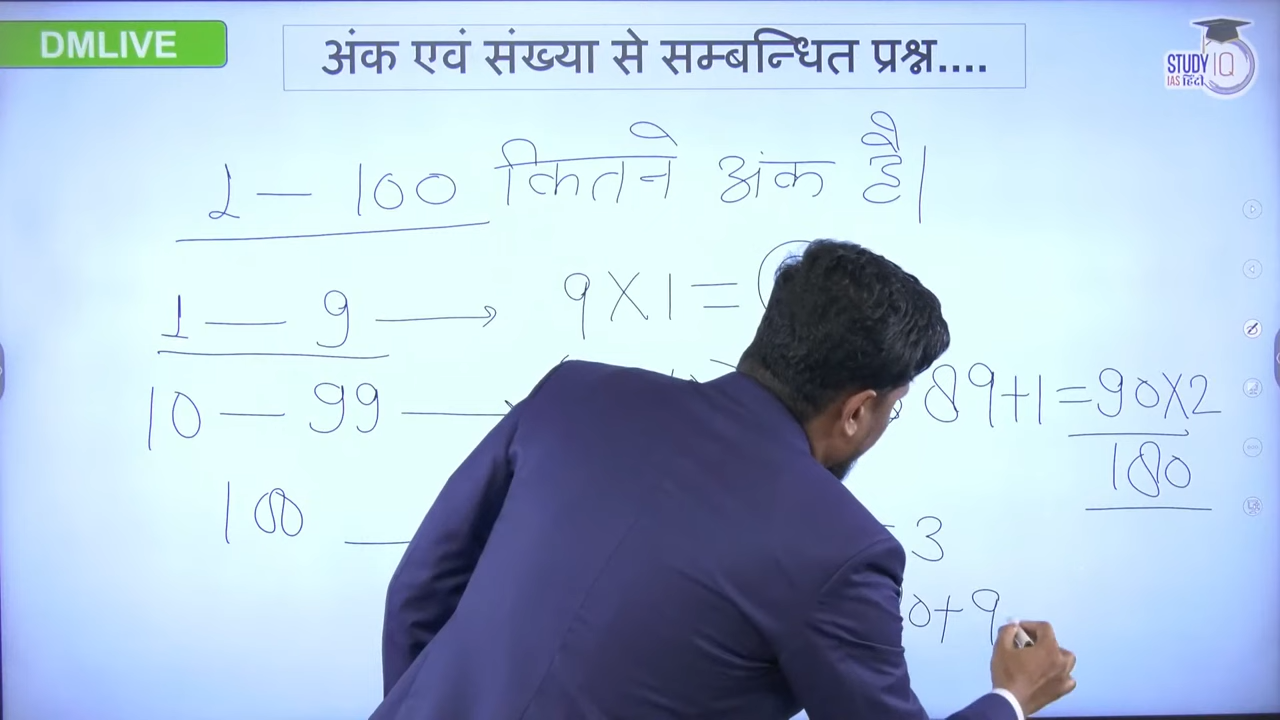 DMLIVE
अंक एवं संख्या से सम्बन्धित प्रश्न....
STUDY IQ
IAS हिंदी
1 — 100 कितने अंक है।
1 — 9 → 9 X 1 =
10 — 99 → 89 + 1 = 90 X 2
180
100 — 3
0 + 9